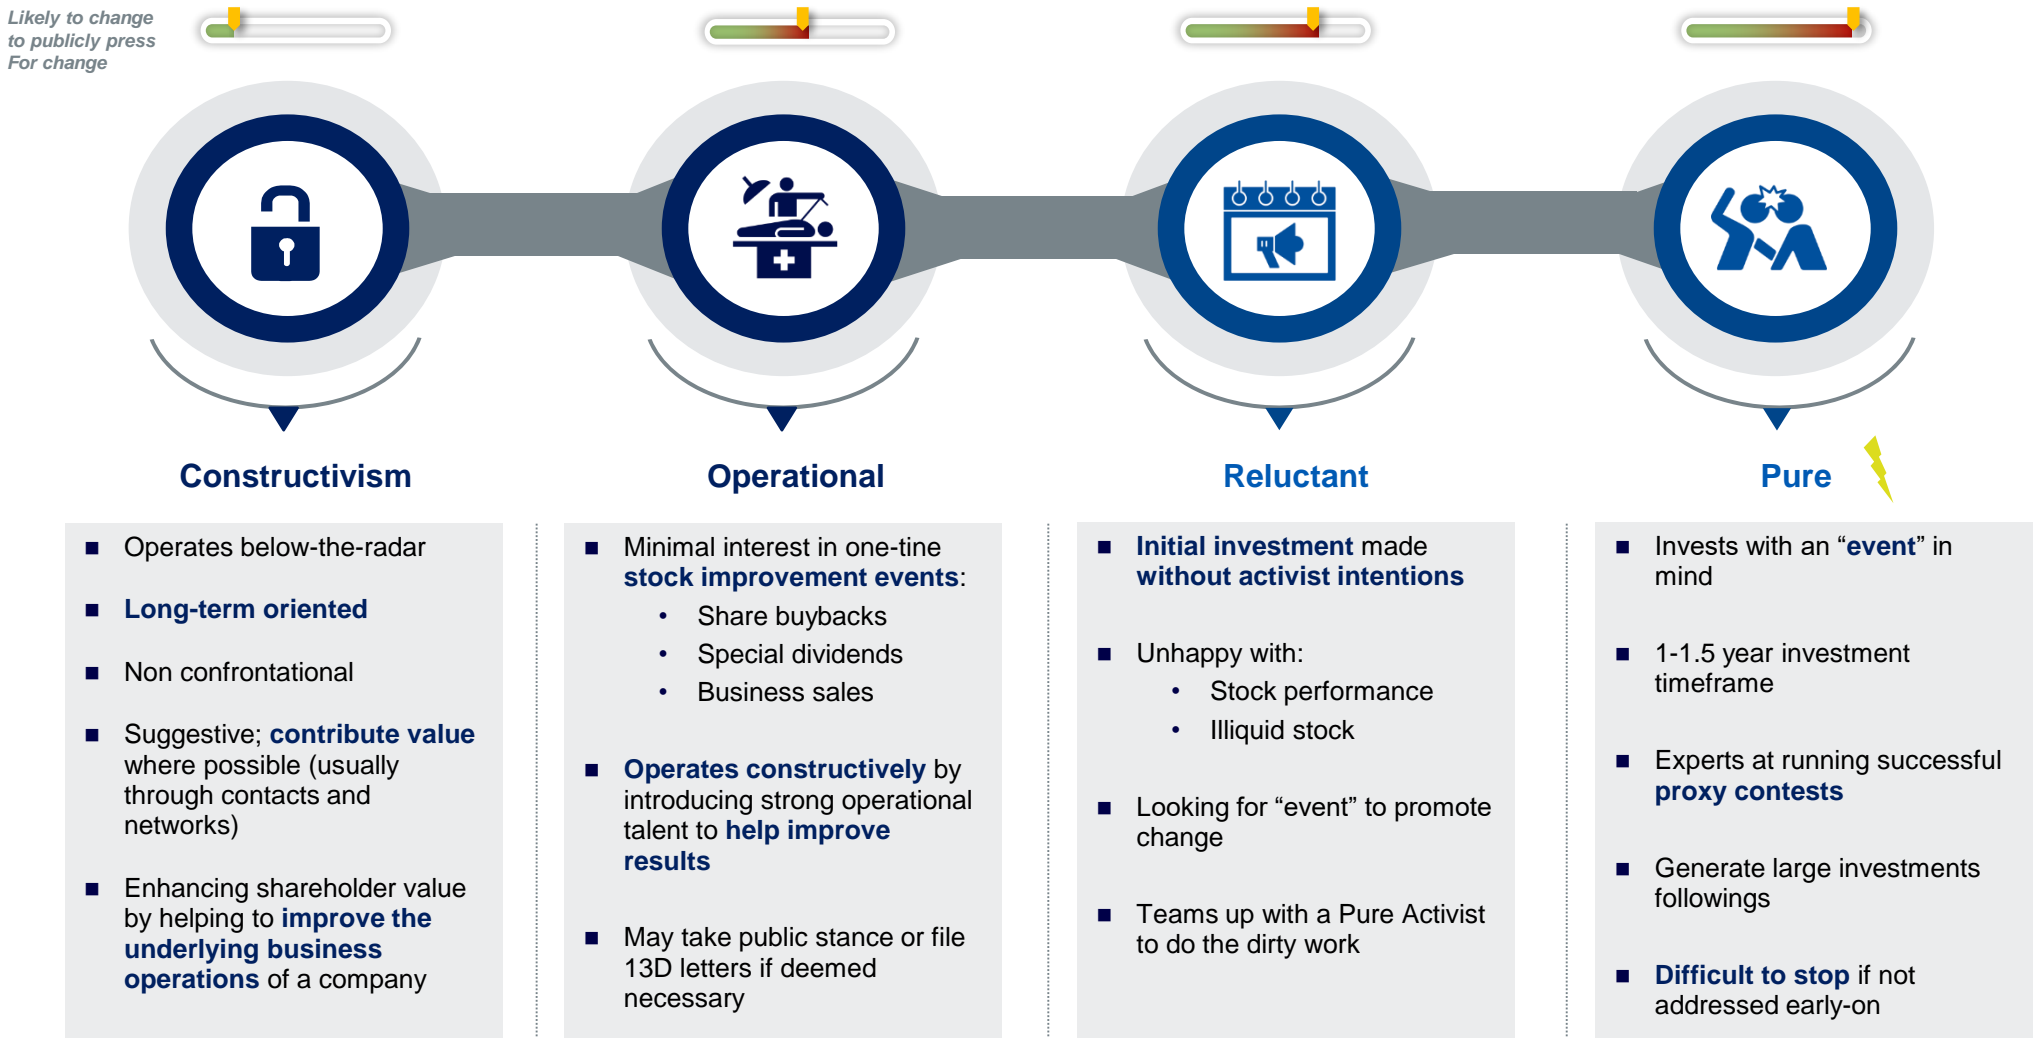 Likely to change
to publicly press
For change
Constructivism
Operates below-the-radar
Long-term oriented
Non confrontational
Suggestive; contribute value
where possible (usually
through contacts and
networks)
Enhancing shareholder value
by helping to improve the
underlying business
operations of a company
Operational
Minimal interest in one-tine
stock improvement events:
Share buybacks
Special dividends
Business sales
Operates constructively by
introducing strong operational
talent to help improve
results
May take public stance or file
13D letters if deemed
necessary
Reluctant
Initial investment made
without activist intentions
Unhappy with:
Stock performance
Illiquid stock
Looking for “event” to promote
change
Teams up with a Pure Activist
to do the dirty work
Pure
Invests with an “event” in
mind
1-1.5 year investment
timeframe
Experts at running successful
proxy contests
Generate large investments
followings
Difficult to stop if not
addressed early-on